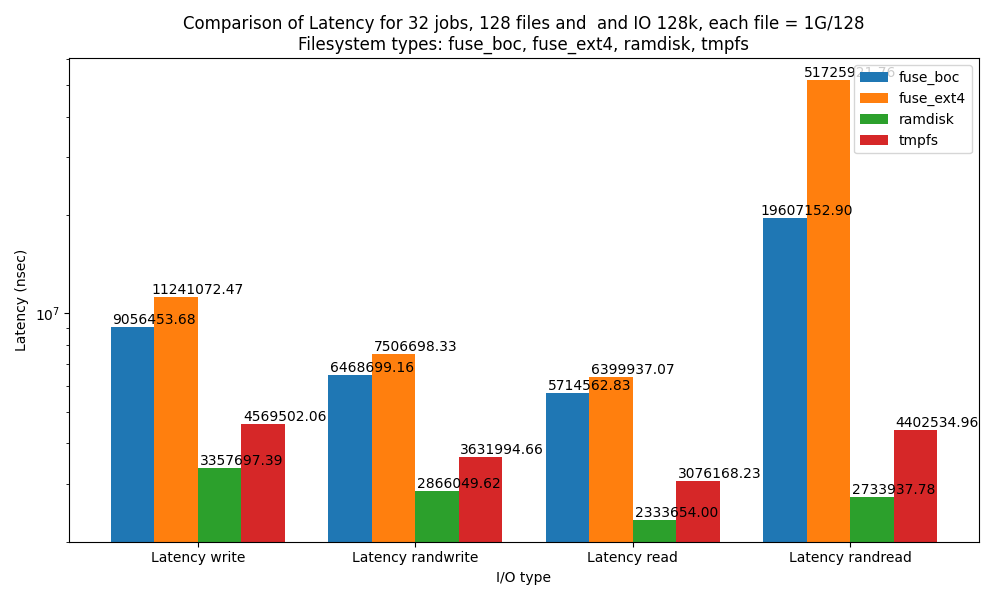 Comparison of Latency for 32 jobs, 128 files and  and IO 128k, each file = 1G/128
Filesystem types: fuse_boc, fuse_ext4, ramdisk, tmpfs
fuse_boc
fuse_ext4
ramdisk
tmpfs
Latency (nsec)
10^7
9056453.68
11241072.47
3357697.39
4569502.06
6468699.16
7506698.33
2866049.62
3631994.66
5714562.83
6399937.07
2333654.00
3076168.23
19607152.90
2733937.78
4402534.96
Latency write
Latency randwrite
Latency read
Latency randread
I/O type